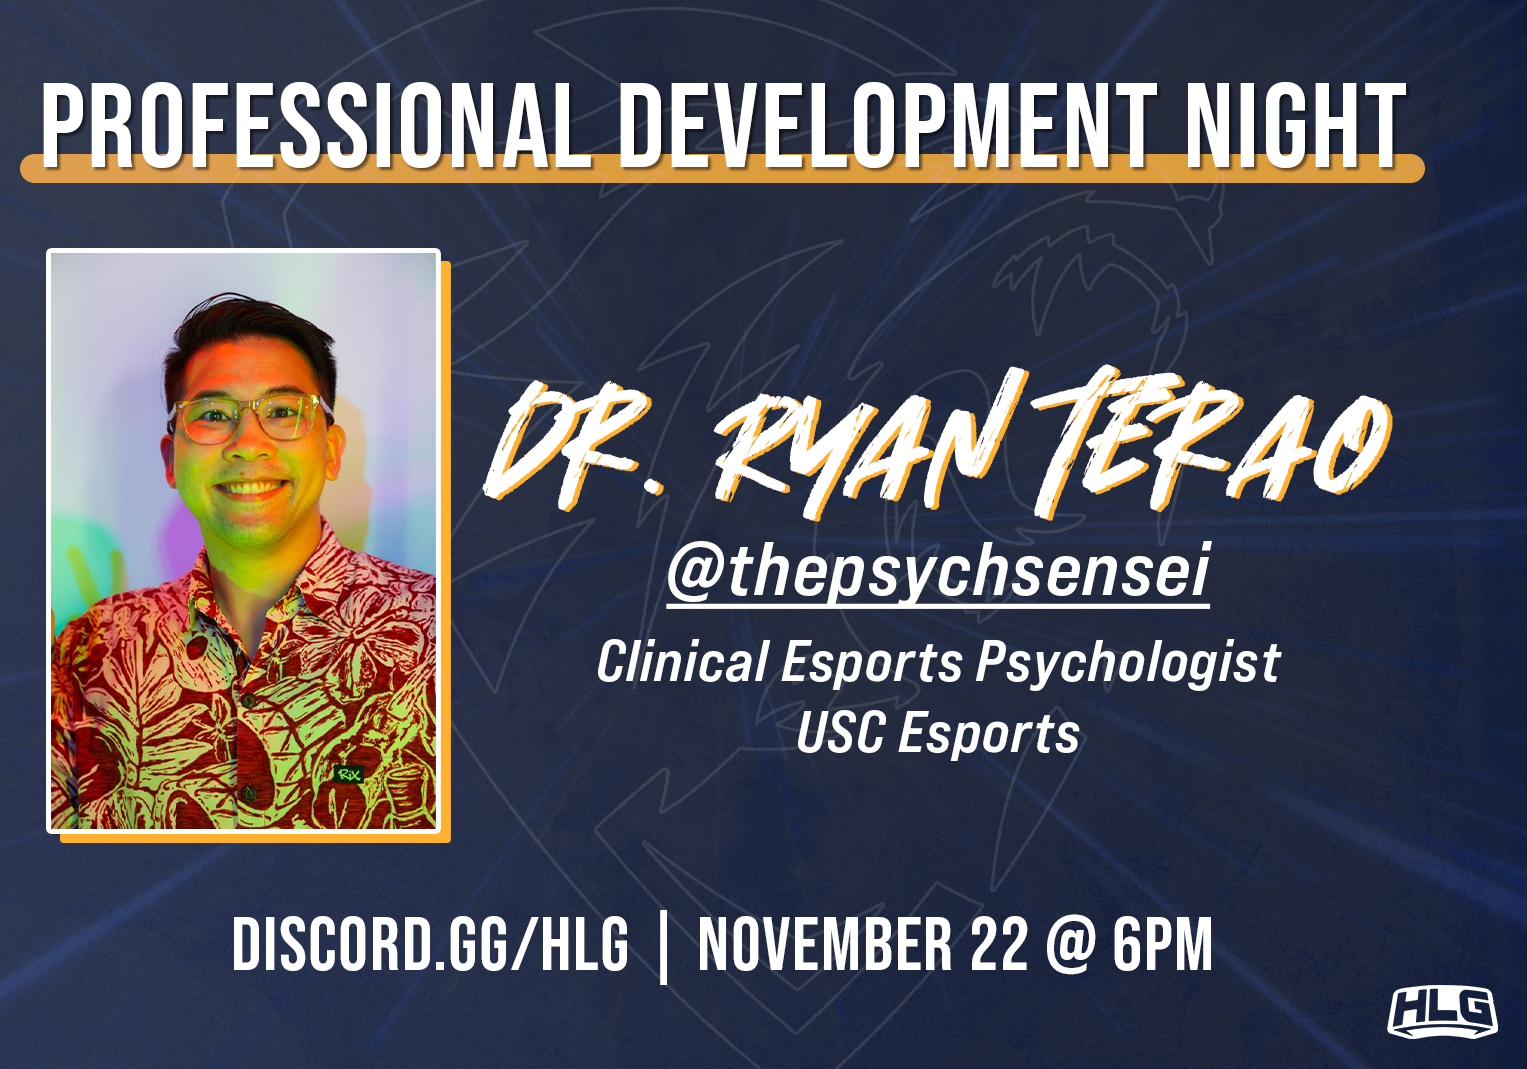 PROFESSIONAL DEVELOPMENT NIGHT
DR. RYAN TERAO
@thepsychsensei
Clinical Esports Psychologist
USC Esports
RiX
DISCORD.GG/HLG | NOVEMBER 22 @ 6PM
HLG